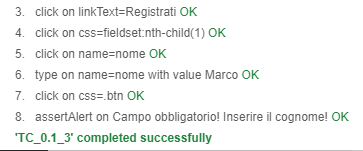 3. click on linkText=Registrati OK
4. click on css=fieldset:nth-child(1) OK
5. click on name=nome OK
6. type on name=nome with value Marco OK
7. click on css=.btn OK
8. assertAlert on Campo obbligatorio! Inserire il cognome! OK
'TC_0.1_3' completed successfully